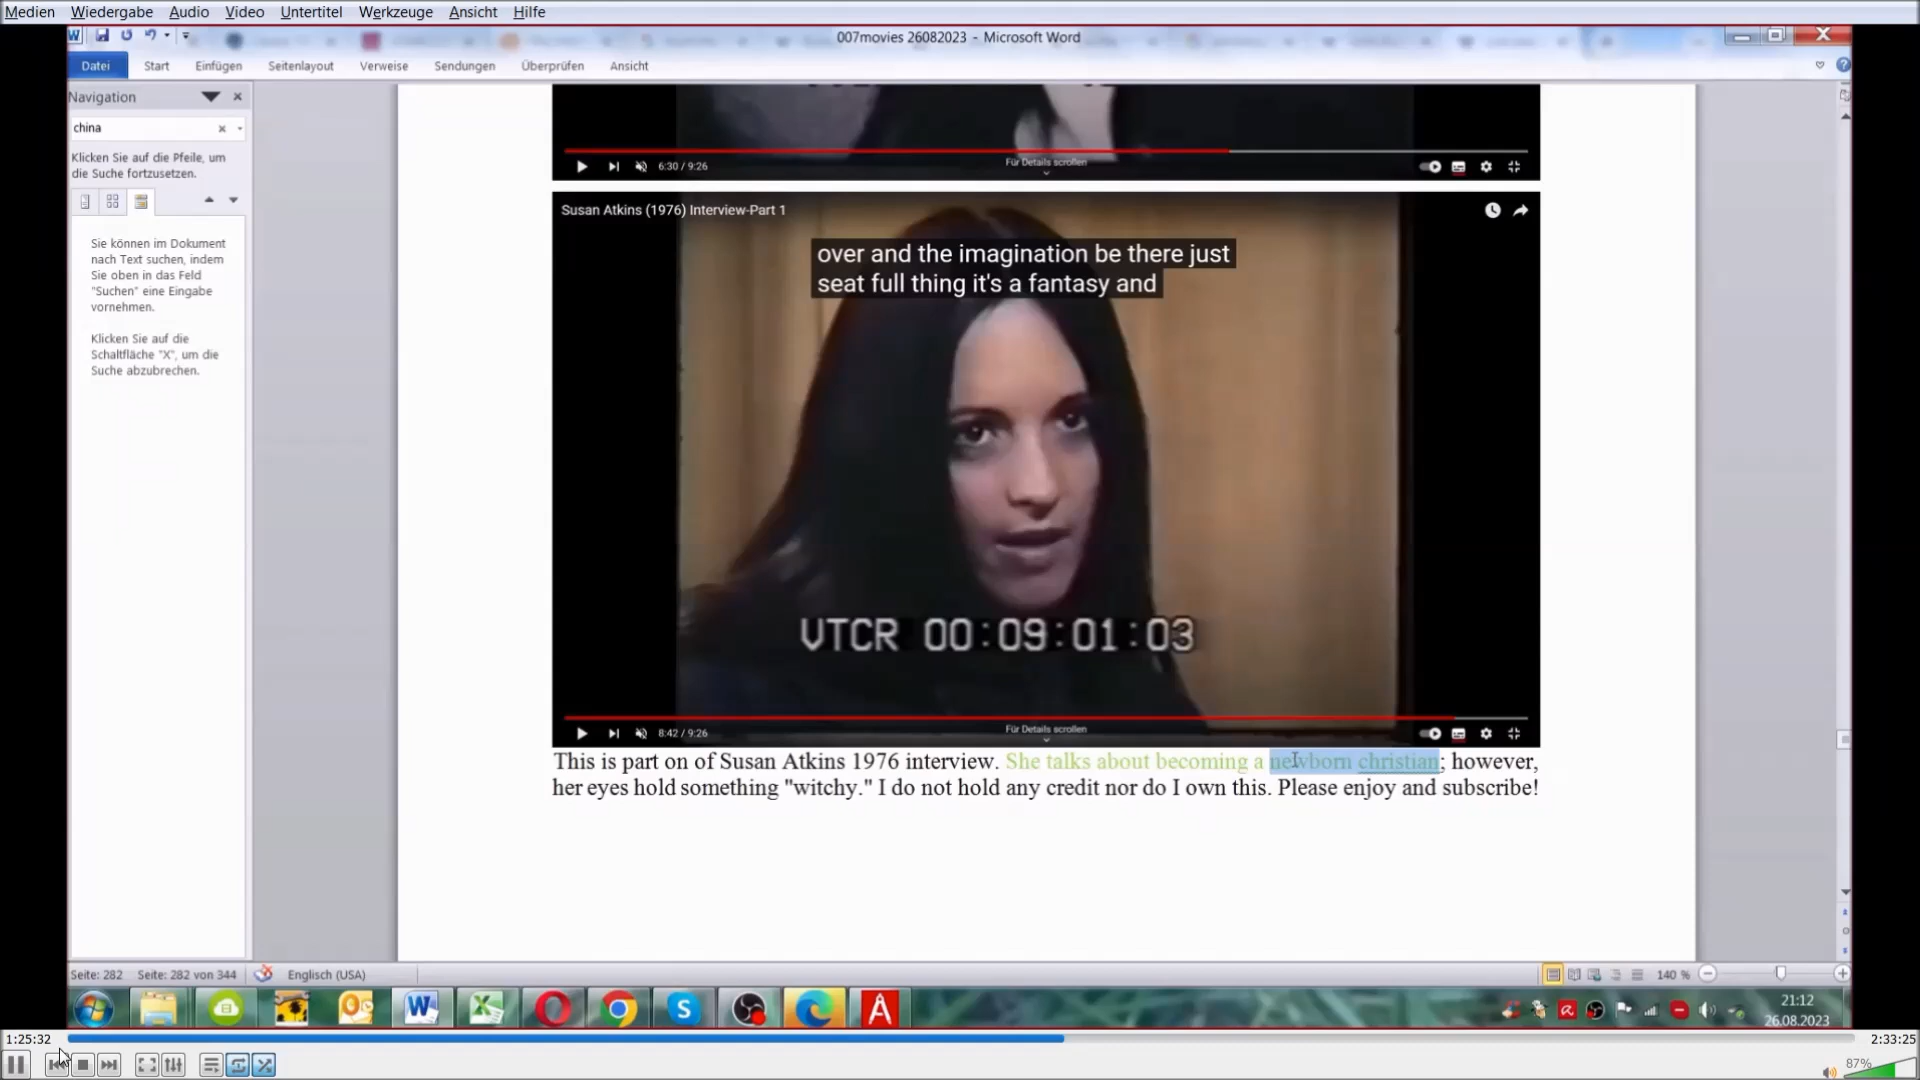 Medien Wiedergabe Audio Video Untertitel Werkzeuge Ansicht Hilfe
007movies 26082023 - Microsoft Word
Datei Start Einfügen Seitenlayout Verweise Sendungen Überprüfen Ansicht
Navigation
china
Klicken Sie auf die Pfeile, um
die Suche fortzusetzen.
Sie können im Dokument
nach Text suchen, indem
Sie oben in das Feld
"Suchen" eine Eingabe
vornehmen.
Klicken Sie auf die
Schaltfläche "X", um die
Suche abzubrechen.
Für Details scrollen
6:30 / 9:26
Susan Atkins (1976) Interview-Part 1
over and the imagination be there just
seat full thing it's a fantasy and
VTCR 00:09:01:03
Für Details scrollen
8:42 / 9:26
This is part on of Susan Atkins 1976 interview. She talks about becoming a newborn christian; however,
her eyes hold something "witchy." I do not hold any credit nor do I own this. Please enjoy and subscribe!
Seite: 282 Seite: 282 von 344 Englisch (USA) 140 %
21:12
26.08.2023
1:25:32 2:33:25
87%